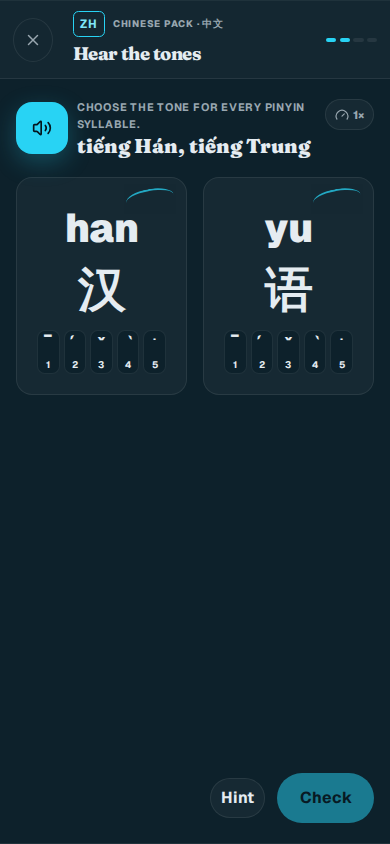 ZH CHINESE PACK · 中文
Hear the tones
CHOOSE THE TONE FOR EVERY PINYIN
SYLLABLE.
1×
tiếng Hán, tiếng Trung
han
yu
汉
语
ˉ ˊ ˇ ˋ ·
1 2 3 4 5
ˉ ˊ ˇ ˋ ·
1 2 3 4 5
Hint
Check